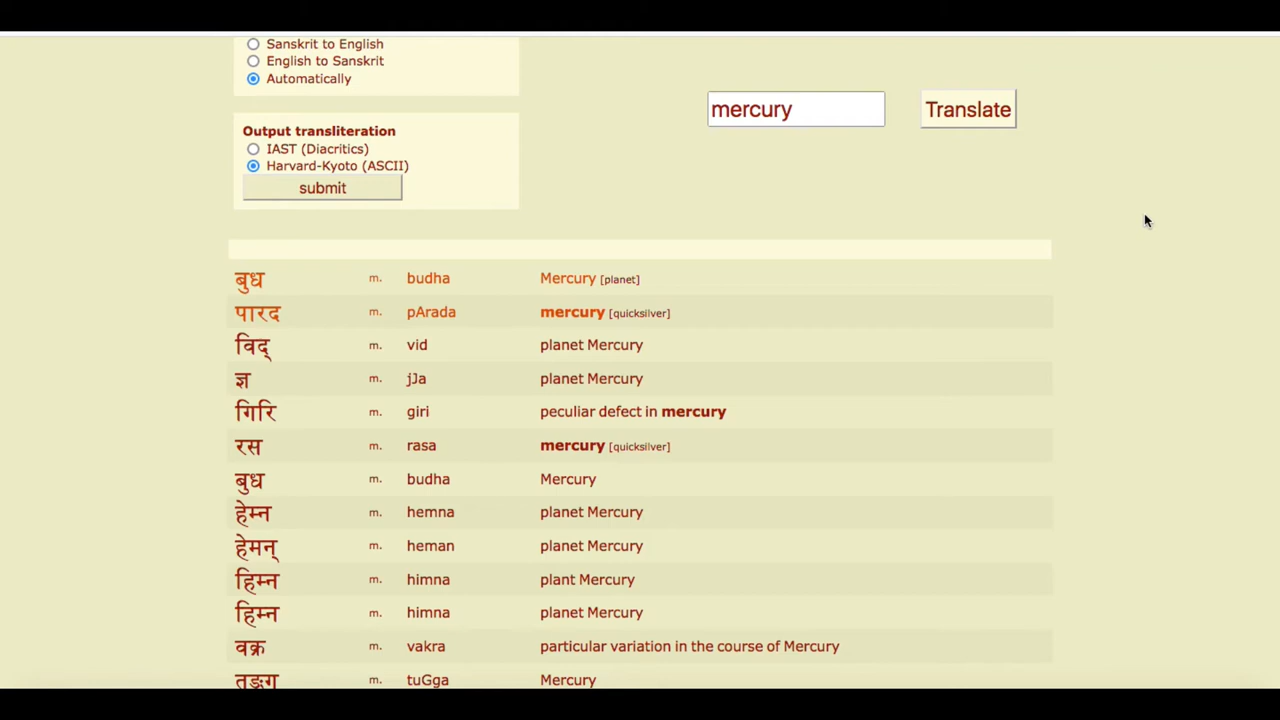 Sanskrit to English
English to Sanskrit
Automatically
mercury Translate
Output transliteration
IAST (Diacritics)
Harvard-Kyoto (ASCII)
submit
बुध m. budha Mercury [planet]
पारद m. pArada mercury [quicksilver]
विद् m. vid planet Mercury
ज्ञ m. jJa planet Mercury
गिरि m. giri peculiar defect in mercury
रस m. rasa mercury [quicksilver]
बुध m. budha Mercury
हेम्न m. hemna planet Mercury
हेमन् m. heman planet Mercury
हिम्न m. himna plant Mercury
हिम्न m. himna planet Mercury
वक्र m. vakra particular variation in the course of Mercury
तुङ्ग m. tuGga Mercury